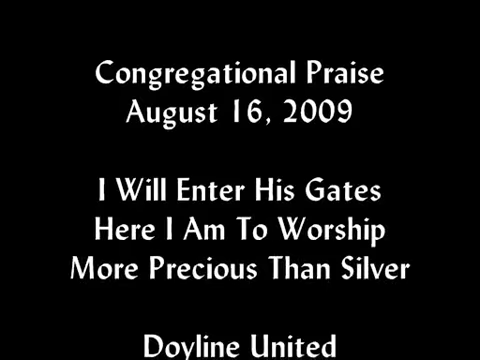 Congregational Praise
August 16, 2009
I Will Enter His Gates
Here I Am To Worship
More Precious Than Silver
Doyline United